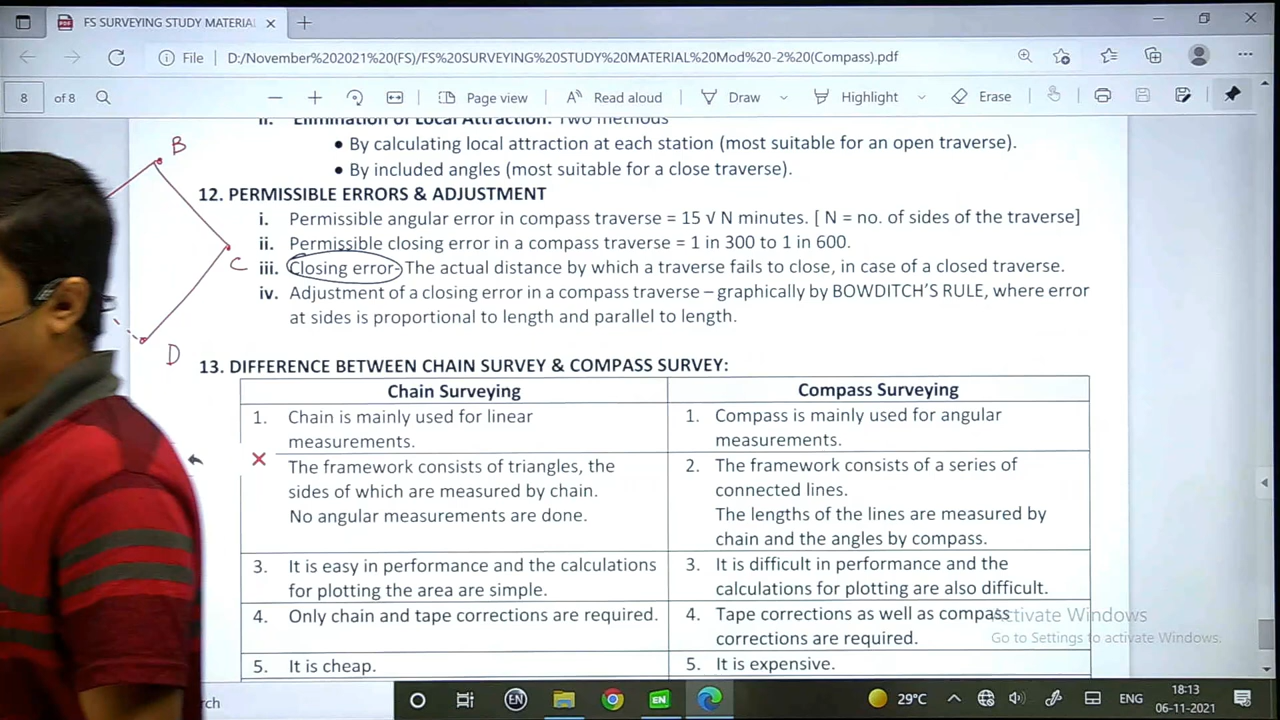 FS SURVEYING STUDY MATERIAL
File D:/November%202021%20(FS)/FS%20SURVEYING%20STUDY%20MATERIAL%20Mod%20-2%20(Compass).pdf
8 of 8 Page view Read aloud Draw Highlight Erase
ii. Elimination of Local Attraction: Two methods
• By calculating local attraction at each station (most suitable for an open traverse).
• By included angles (most suitable for a close traverse).
B
C
D
12. PERMISSIBLE ERRORS & ADJUSTMENT
i. Permissible angular error in compass traverse = 15 √ N minutes. [ N = no. of sides of the traverse]
ii. Permissible closing error in a compass traverse = 1 in 300 to 1 in 600.
iii. Closing error- The actual distance by which a traverse fails to close, in case of a closed traverse.
iv. Adjustment of a closing error in a compass traverse – graphically by BOWDITCH'S RULE, where error
at sides is proportional to length and parallel to length.
13. DIFFERENCE BETWEEN CHAIN SURVEY & COMPASS SURVEY:
Chain Surveying
1. Chain is mainly used for linear
measurements.
The framework consists of triangles, the
sides of which are measured by chain.
No angular measurements are done.
3. It is easy in performance and the calculations
for plotting the area are simple.
4. Only chain and tape corrections are required.
5. It is cheap.
Compass Surveying
1. Compass is mainly used for angular
measurements.
2. The framework consists of a series of
connected lines.
The lengths of the lines are measured by
chain and the angles by compass.
3. It is difficult in performance and the
calculations for plotting are also difficult.
4. Tape corrections as well as compass
corrections are required.
5. It is expensive.
Activate Windows
Go to Settings to activate Windows.
rch
EN
EN
29°C
ENG
18:13
06-11-2021